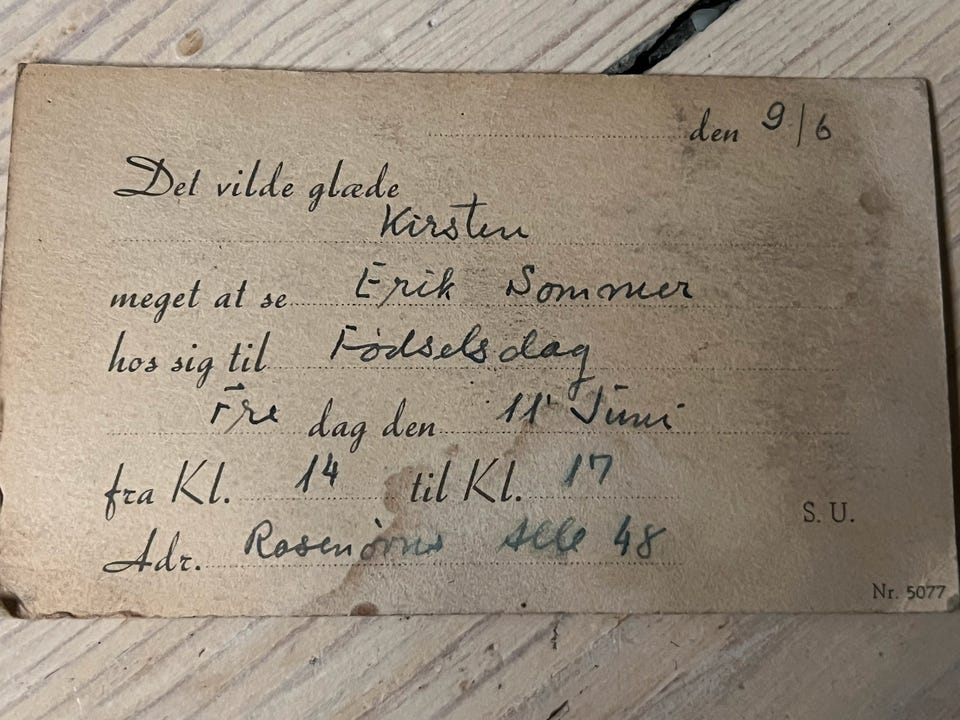 den 9/6
Det vilde glæde
Kirsten
meget at se Erik Sommer
hos sig til Fødselsdag
Fre dag den 11' Juni
fra Kl. 14 til Kl. 17
S. U.
Adr. Rosenørns Alle 48
Nr. 5077